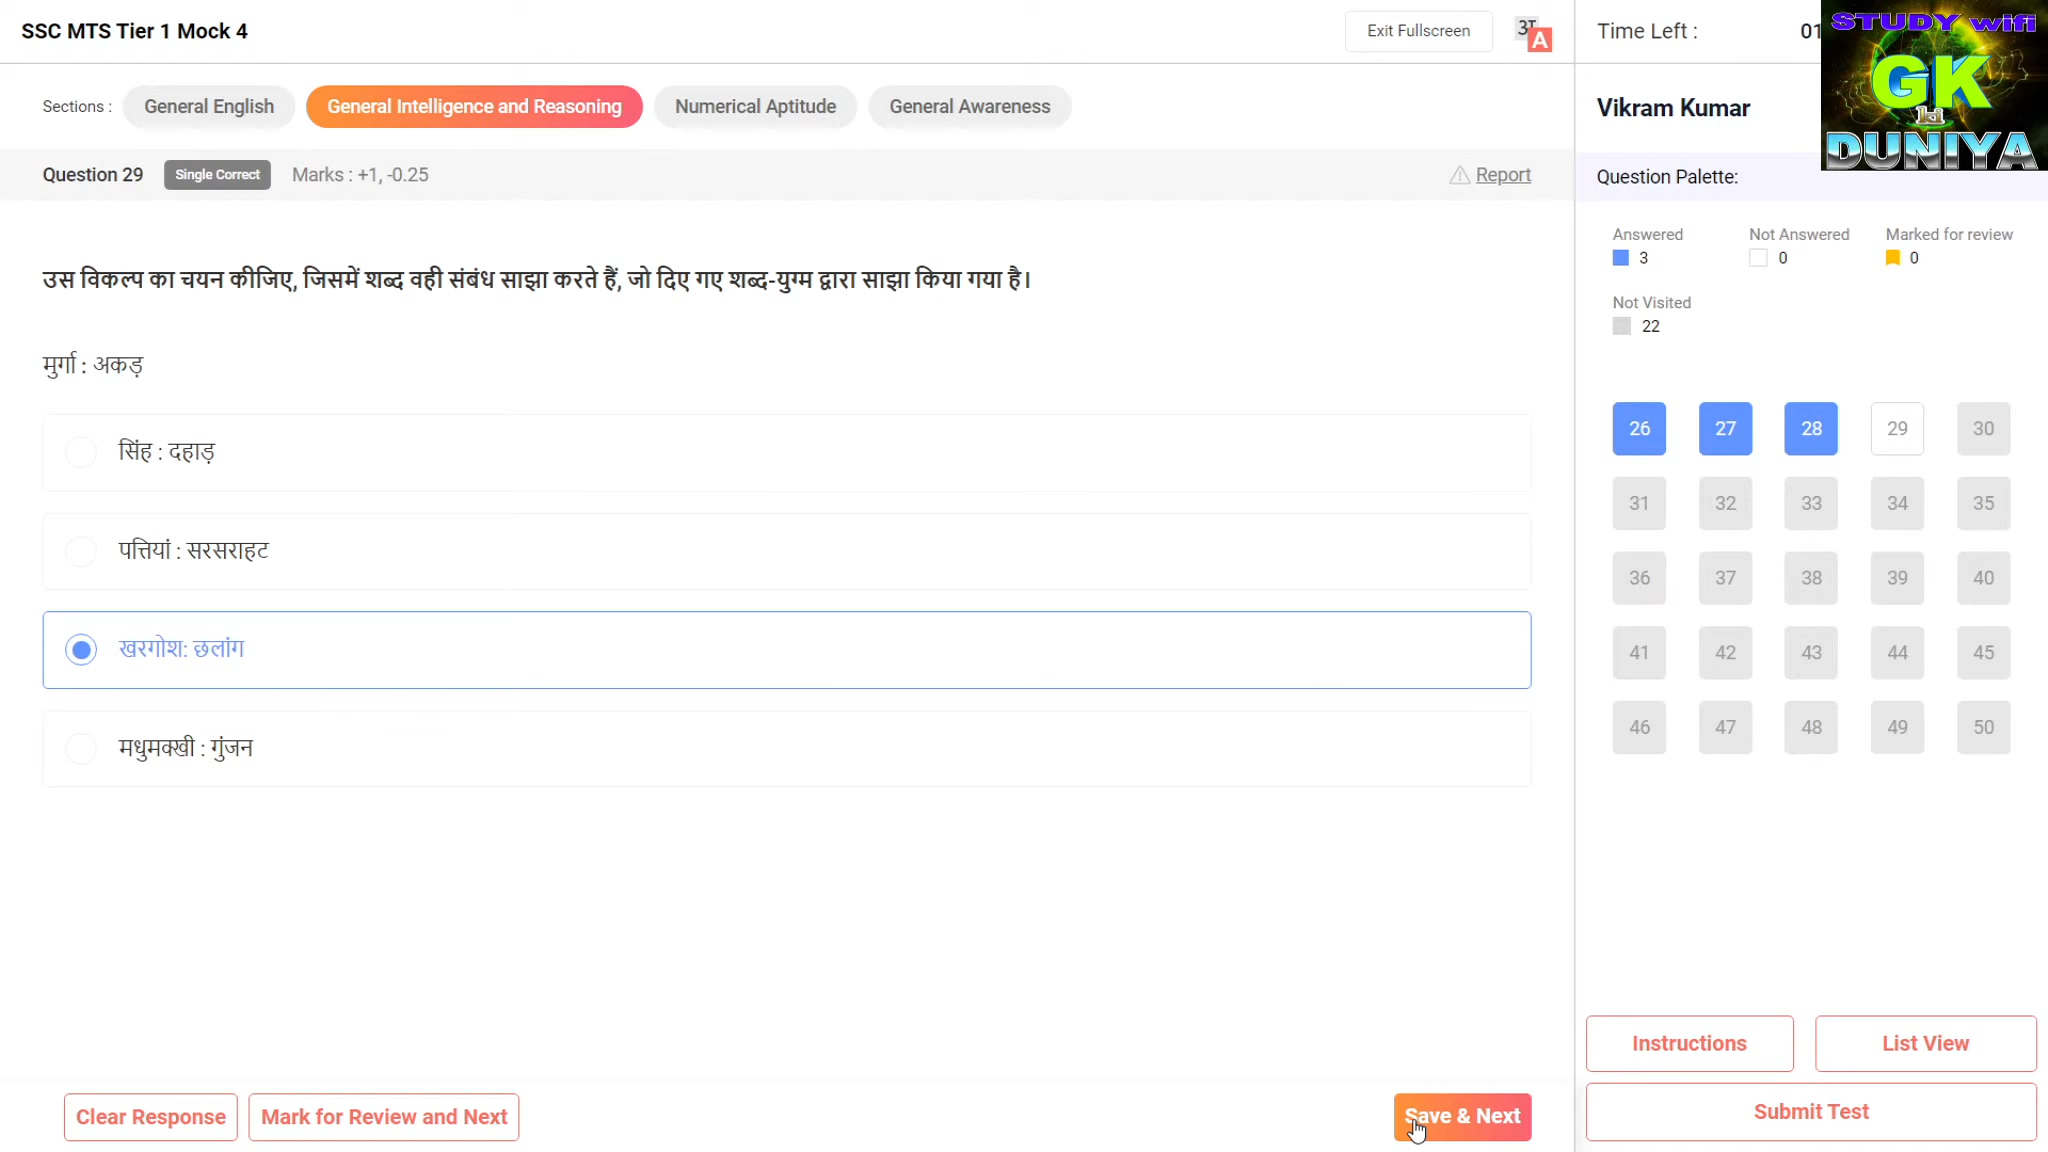 SSC MTS Tier 1 Mock 4
Exit Fullscreen
A
Time Left :
01
STUDY wifi
GK
ki
DUNIYA
Sections :
General English
General Intelligence and Reasoning
Numerical Aptitude
General Awareness
Vikram Kumar
Question 29
Single Correct
Marks : +1, -0.25
Report
Question Palette:
Answered
3
Not Answered
0
Marked for review
0
Not Visited
22
उस विकल्प का चयन कीजिए, जिसमें शब्द वही संबंध साझा करते हैं, जो दिए गए शब्द-युग्म द्वारा साझा किया गया है।
मुर्गा : अकड़
सिंह : दहाड़
पत्तियां : सरसराहट
खरगोश: छलांग
मधुमक्खी : गुंजन
26 27 28 29 30
31 32 33 34 35
36 37 38 39 40
41 42 43 44 45
46 47 48 49 50
Instructions
List View
Clear Response
Mark for Review and Next
Save & Next
Submit Test